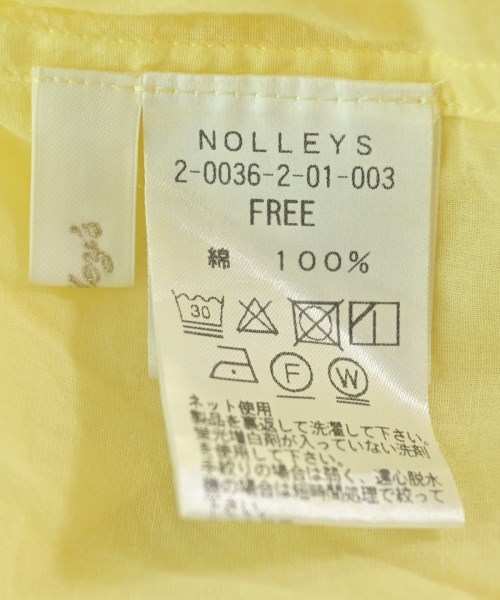 NOLLEYS
2-0036-2-01-003
FREE
綿 100%
30
F
W
ネット使用
製品を裏返して洗濯して下さい。
蛍光増白剤が入っていない洗剤
を使用して下さい。
手絞りの場合は弱く、遠心脱水
機の場合は短時間処理で絞って
下さい。